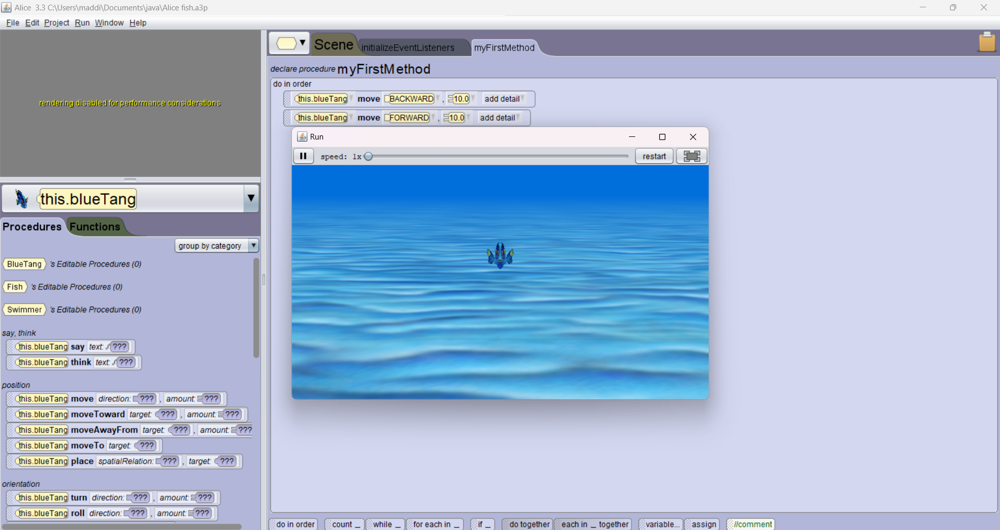 Alice 3.3 C:\Users\maddi\Documents\java\Alice fish.a3p
File Edit Project Run Window Help
rendering disabled for performance considerations
this.blueTang
Procedures Functions
group by category
BlueTang 's Editable Procedures (0)
Fish 's Editable Procedures (0)
Swimmer 's Editable Procedures (0)
say, think
this.blueTang say text: ???
this.blueTang think text: ???
position
this.blueTang move direction: ??? , amount: ???
this.blueTang moveToward target: ??? , amount: ???
this.blueTang moveAwayFrom target: ??? , amount: ???
this.blueTang moveTo target: ???
this.blueTang place spatialRelation: ??? , target: ???
orientation
this.blueTang turn direction: ??? , amount: ???
this.blueTang roll direction: ??? , amount: ???
Scene initializeEventListeners myFirstMethod
declare procedure myFirstMethod
do in order
this.blueTang move BACKWARD , 10.0 add detail
this.blueTang move FORWARD , 10.0 add detail
Run
speed: 1x restart
do in order count _ while _ for each in _ if _ do together each in _ together variable... assign //comment